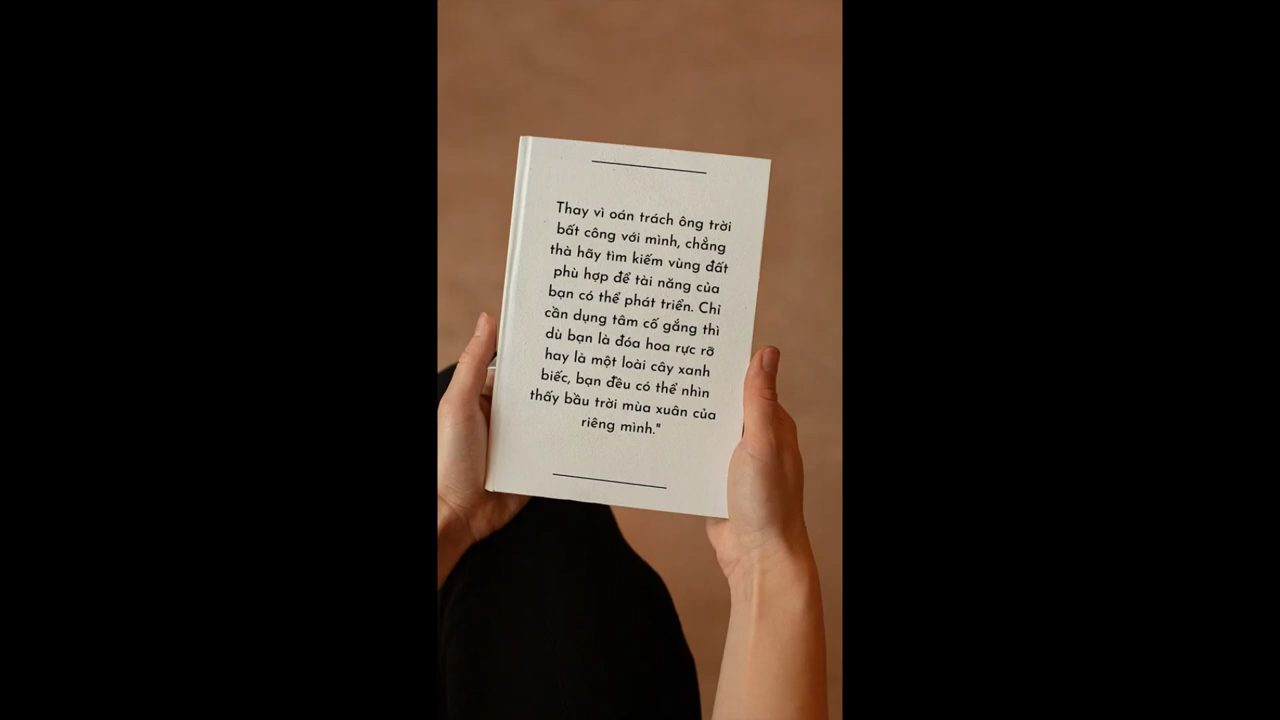 Thay vì oán trách ông trời
bất công với mình, chẳng
thà hãy tìm kiếm vùng đất
phù hợp để tài năng của
bạn có thể phát triển. Chỉ
cần dụng tâm cố gắng thì
dù bạn là đóa hoa rực rỡ
hay là một loài cây xanh
biếc, bạn đều có thể nhìn
thấy bầu trời mùa xuân của
riêng mình."